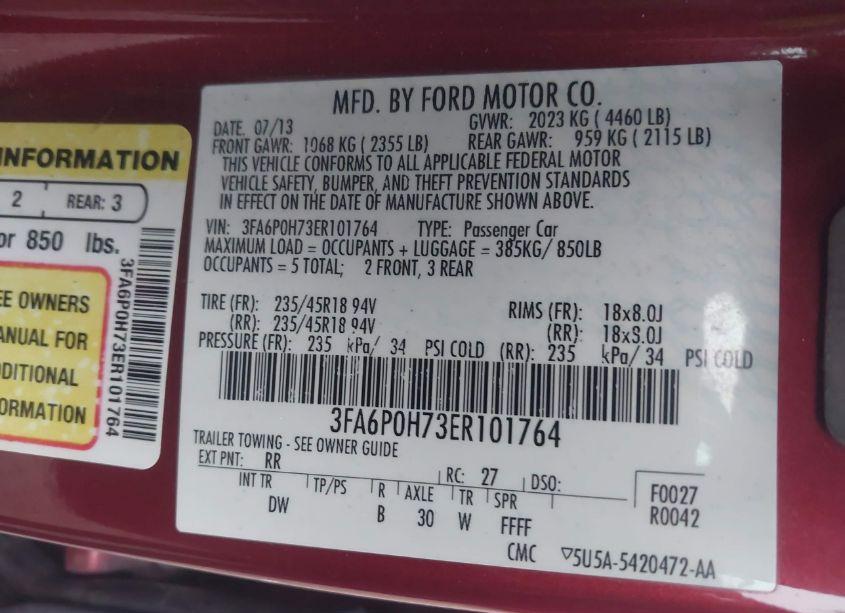 INFORMATION
2 REAR: 3
or 850 lbs.
EE OWNERS
MANUAL FOR
ADDITIONAL
INFORMATION
3FA6P0H73ER101764
MFD. BY FORD MOTOR CO.
DATE: 07/13 GVWR: 2023 KG ( 4460 LB)
FRONT GAWR: 1068 KG ( 2355 LB) REAR GAWR: 959 KG ( 2115 LB)
THIS VEHICLE CONFORMS TO ALL APPLICABLE FEDERAL MOTOR
VEHICLE SAFETY, BUMPER, AND THEFT PREVENTION STANDARDS
IN EFFECT ON THE DATE OF MANUFACTURE SHOWN ABOVE.
VIN: 3FA6P0H73ER101764 TYPE: Passenger Car
MAXIMUM LOAD = OCCUPANTS + LUGGAGE = 385KG/ 850LB
OCCUPANTS = 5 TOTAL; 2 FRONT, 3 REAR
TIRE (FR): 235/45R18 94V RIMS (FR): 18x8.0J
(RR): 235/45R18 94V (RR): 18x8.0J
PRESSURE (FR): 235 kPa/ 34 PSI COLD (RR): 235 kPa/ 34 PSI COLD
3FA6P0H73ER101764
TRAILER TOWING - SEE OWNER GUIDE
EXT PNT: RR RC: 27 DSO: F0027
INT TR TP/PS R AXLE TR SPR R0042
DW B 30 W FFFF
CMC ▽5U5A-5420472-AA